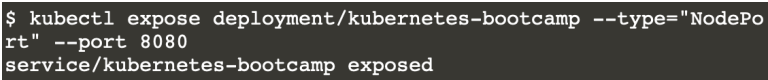 $ kubectl expose deployment/kubernetes-bootcamp --type="NodePo
rt" --port 8080
service/kubernetes-bootcamp exposed